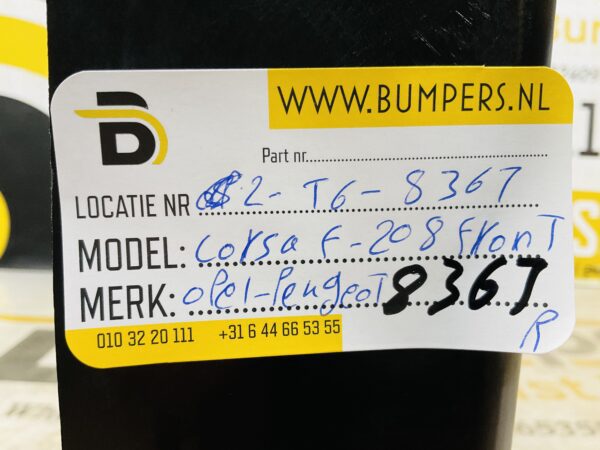 WWW.BUMPERS.NL
Part nr
LOCATIE NR 2-T6-8367
MODEL: Corsa F-208 front
MERK: opel-Peugeot 8367
R
010 32 20 111 +31 6 44 66 53 55